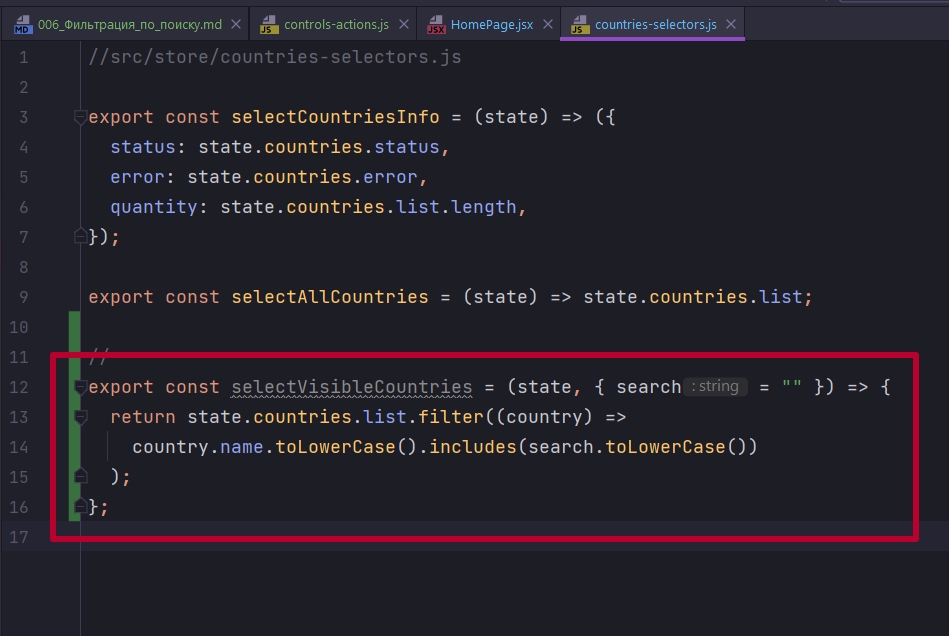 MD 006_Фильтрация_по_поиску.md JS controls-actions.js JSX HomePage.jsx JS countries-selectors.js
1 //src/store/countries-selectors.js
2
3 export const selectCountriesInfo = (state) => ({
4 status: state.countries.status,
5 error: state.countries.error,
6 quantity: state.countries.list.length,
7 });
8
9 export const selectAllCountries = (state) => state.countries.list;
10
11 //
12 export const selectVisibleCountries = (state, { search : string = "" }) => {
13 return state.countries.list.filter((country) =>
14 country.name.toLowerCase().includes(search.toLowerCase())
15 );
16 };
17